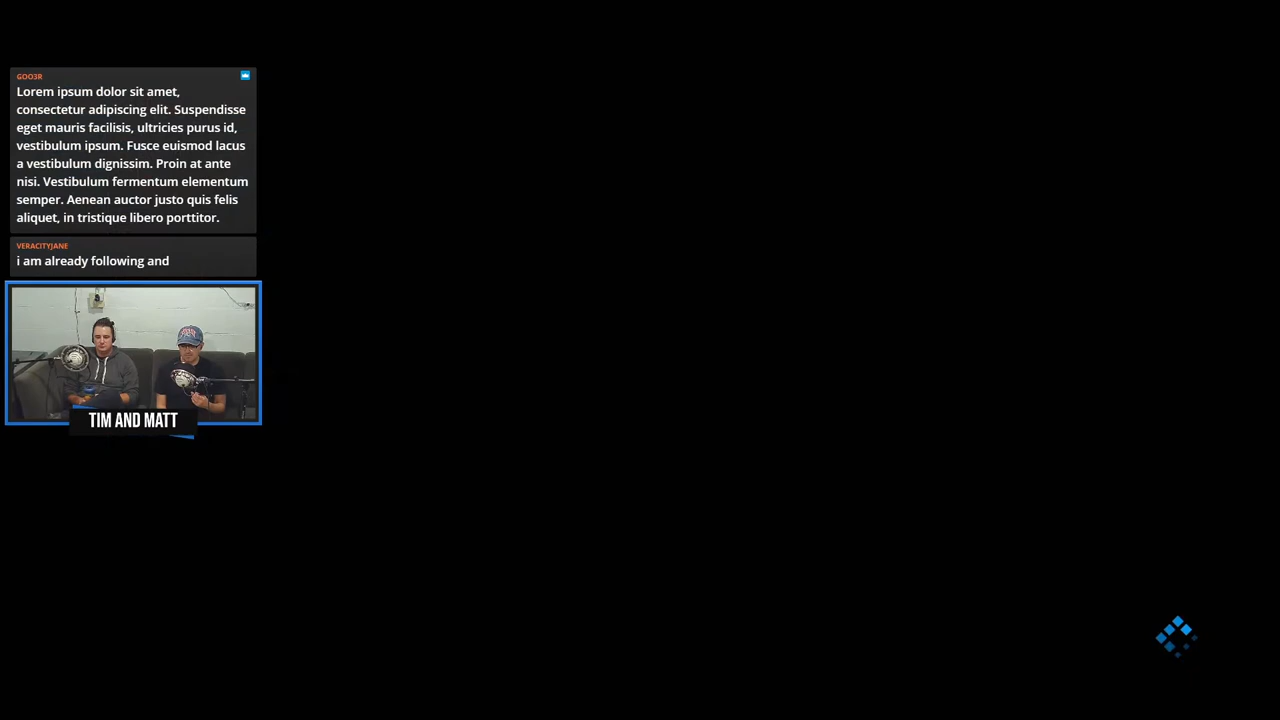 GOO3R
Lorem ipsum dolor sit amet,
consectetur adipiscing elit. Suspendisse
eget mauris facilisis, ultricies purus id,
vestibulum ipsum. Fusce euismod lacus
a vestibulum dignissim. Proin at ante
nisi. Vestibulum fermentum elementum
semper. Aenean auctor justo quis felis
aliquet, in tristique libero porttitor.
VERACITYJANE
i am already following and
TIM AND MATT